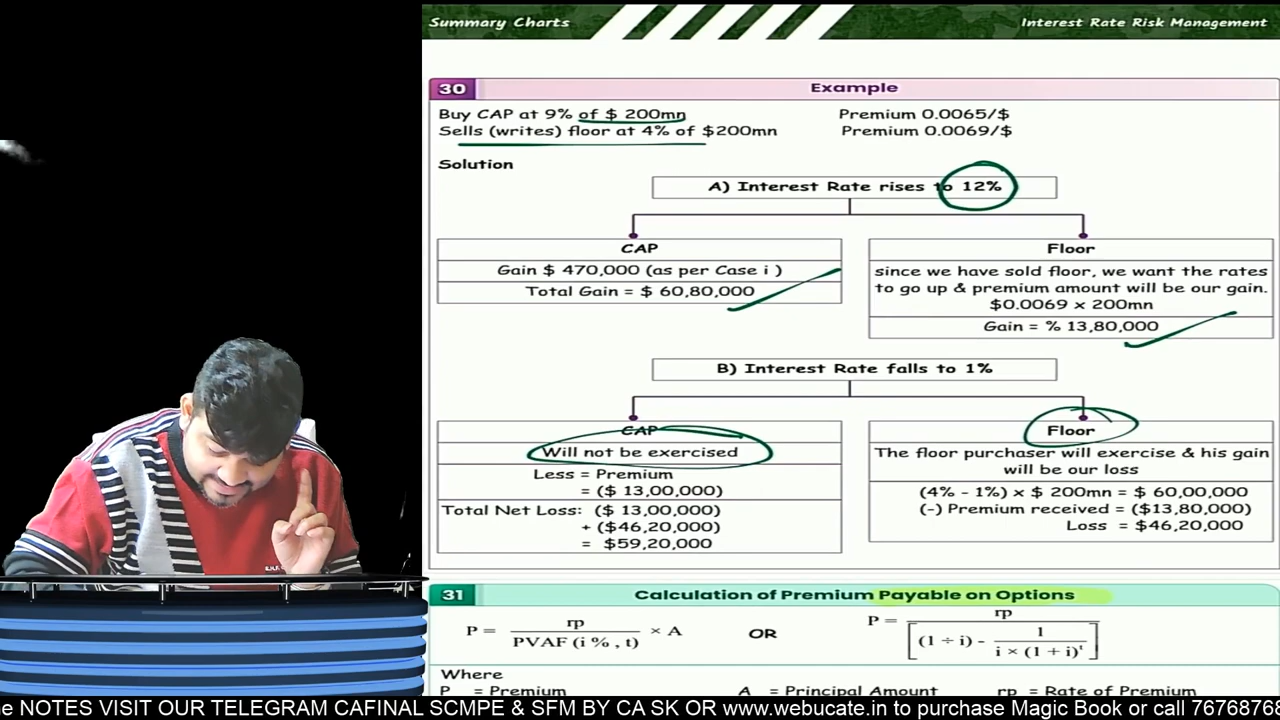 Summary Charts
Interest Rate Risk Management
30
Example
Buy CAP at 9% of $ 200mn Premium 0.0065/$
Sells (writes) floor at 4% of $200mn Premium 0.0069/$
Solution
A) Interest Rate rises to 12%
CAP
Gain $ 470,000 (as per Case i )
Total Gain = $ 60,80,000
Floor
since we have sold floor, we want the rates
to go up & premium amount will be our gain.
$0.0069 x 200mn
Gain = % 13,80,000
B) Interest Rate falls to 1%
CAP
Will not be exercised
Less = Premium
= ($ 13,00,000)
Total Net Loss: ($ 13,00,000)
+ ($46,20,000)
= $59,20,000
Floor
The floor purchaser will exercise & his gain
will be our loss
(4% - 1%) x $ 200mn = $ 60,00,000
(-) Premium received = ($13,80,000)
Loss = $46,20,000
31
Calculation of Premium Payable on Options
P = rp / PVAF (i % , t) × A OR P = rp / [(1 ÷ i) - 1 / i × (1 + i)^t]
Where
P = Premium A = Principal Amount rp = Rate of Premium
NOTES VISIT OUR TELEGRAM CAFINAL SCMPE & SFM BY CA SK OR www.webucate.in to purchase Magic Book or call 76768768